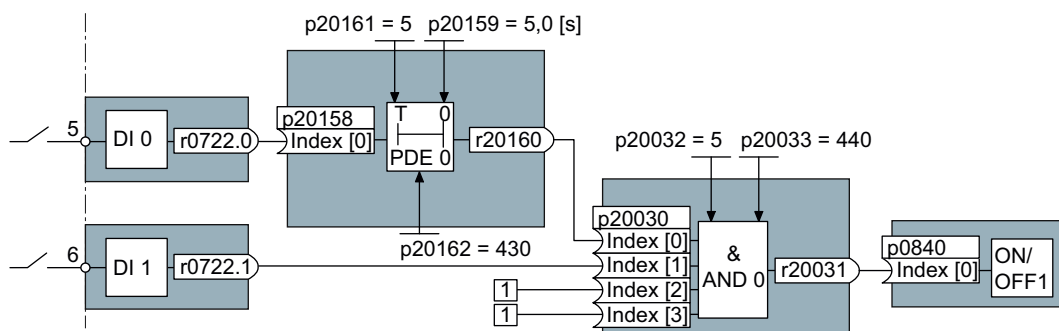 p20161 = 5 p20159 = 5,0 [s]
5 DI 0 r0722.0
p20158
Index [0]
T 0
PDE 0
r20160
p20162 = 430
6 DI 1 r0722.1
p20032 = 5 p20033 = 440
p20030
Index [0]
Index [1]
1 Index [2]
1 Index [3]
&
AND 0
r20031
p0840
Index [0]
ON/
OFF1